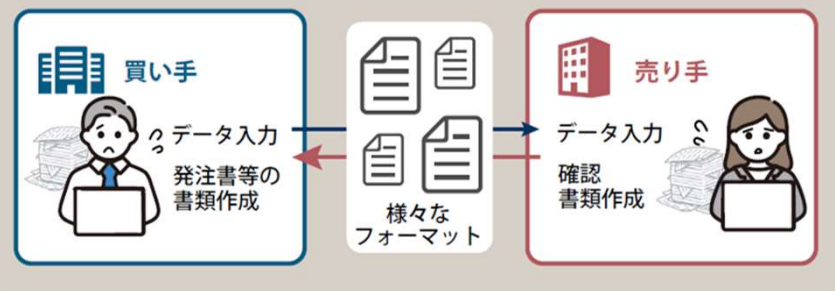 買い手
データ入力
発注書等の
書類作成
様々な
フォーマット
売り手
データ入力
確認
書類作成